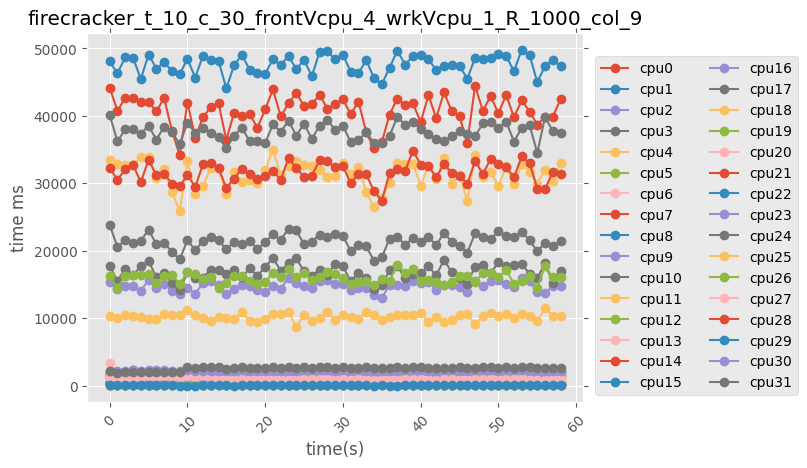 firecracker_t_10_c_30_frontVcpu_4_wrkVcpu_1_R_1000_col_9
50000
40000
30000
20000
10000
0
time ms
0
10
20
30
40
50
60
time(s)
cpu0
cpu1
cpu2
cpu3
cpu4
cpu5
cpu6
cpu7
cpu8
cpu9
cpu10
cpu11
cpu12
cpu13
cpu14
cpu15
cpu16
cpu17
cpu18
cpu19
cpu20
cpu21
cpu22
cpu23
cpu24
cpu25
cpu26
cpu27
cpu28
cpu29
cpu30
cpu31